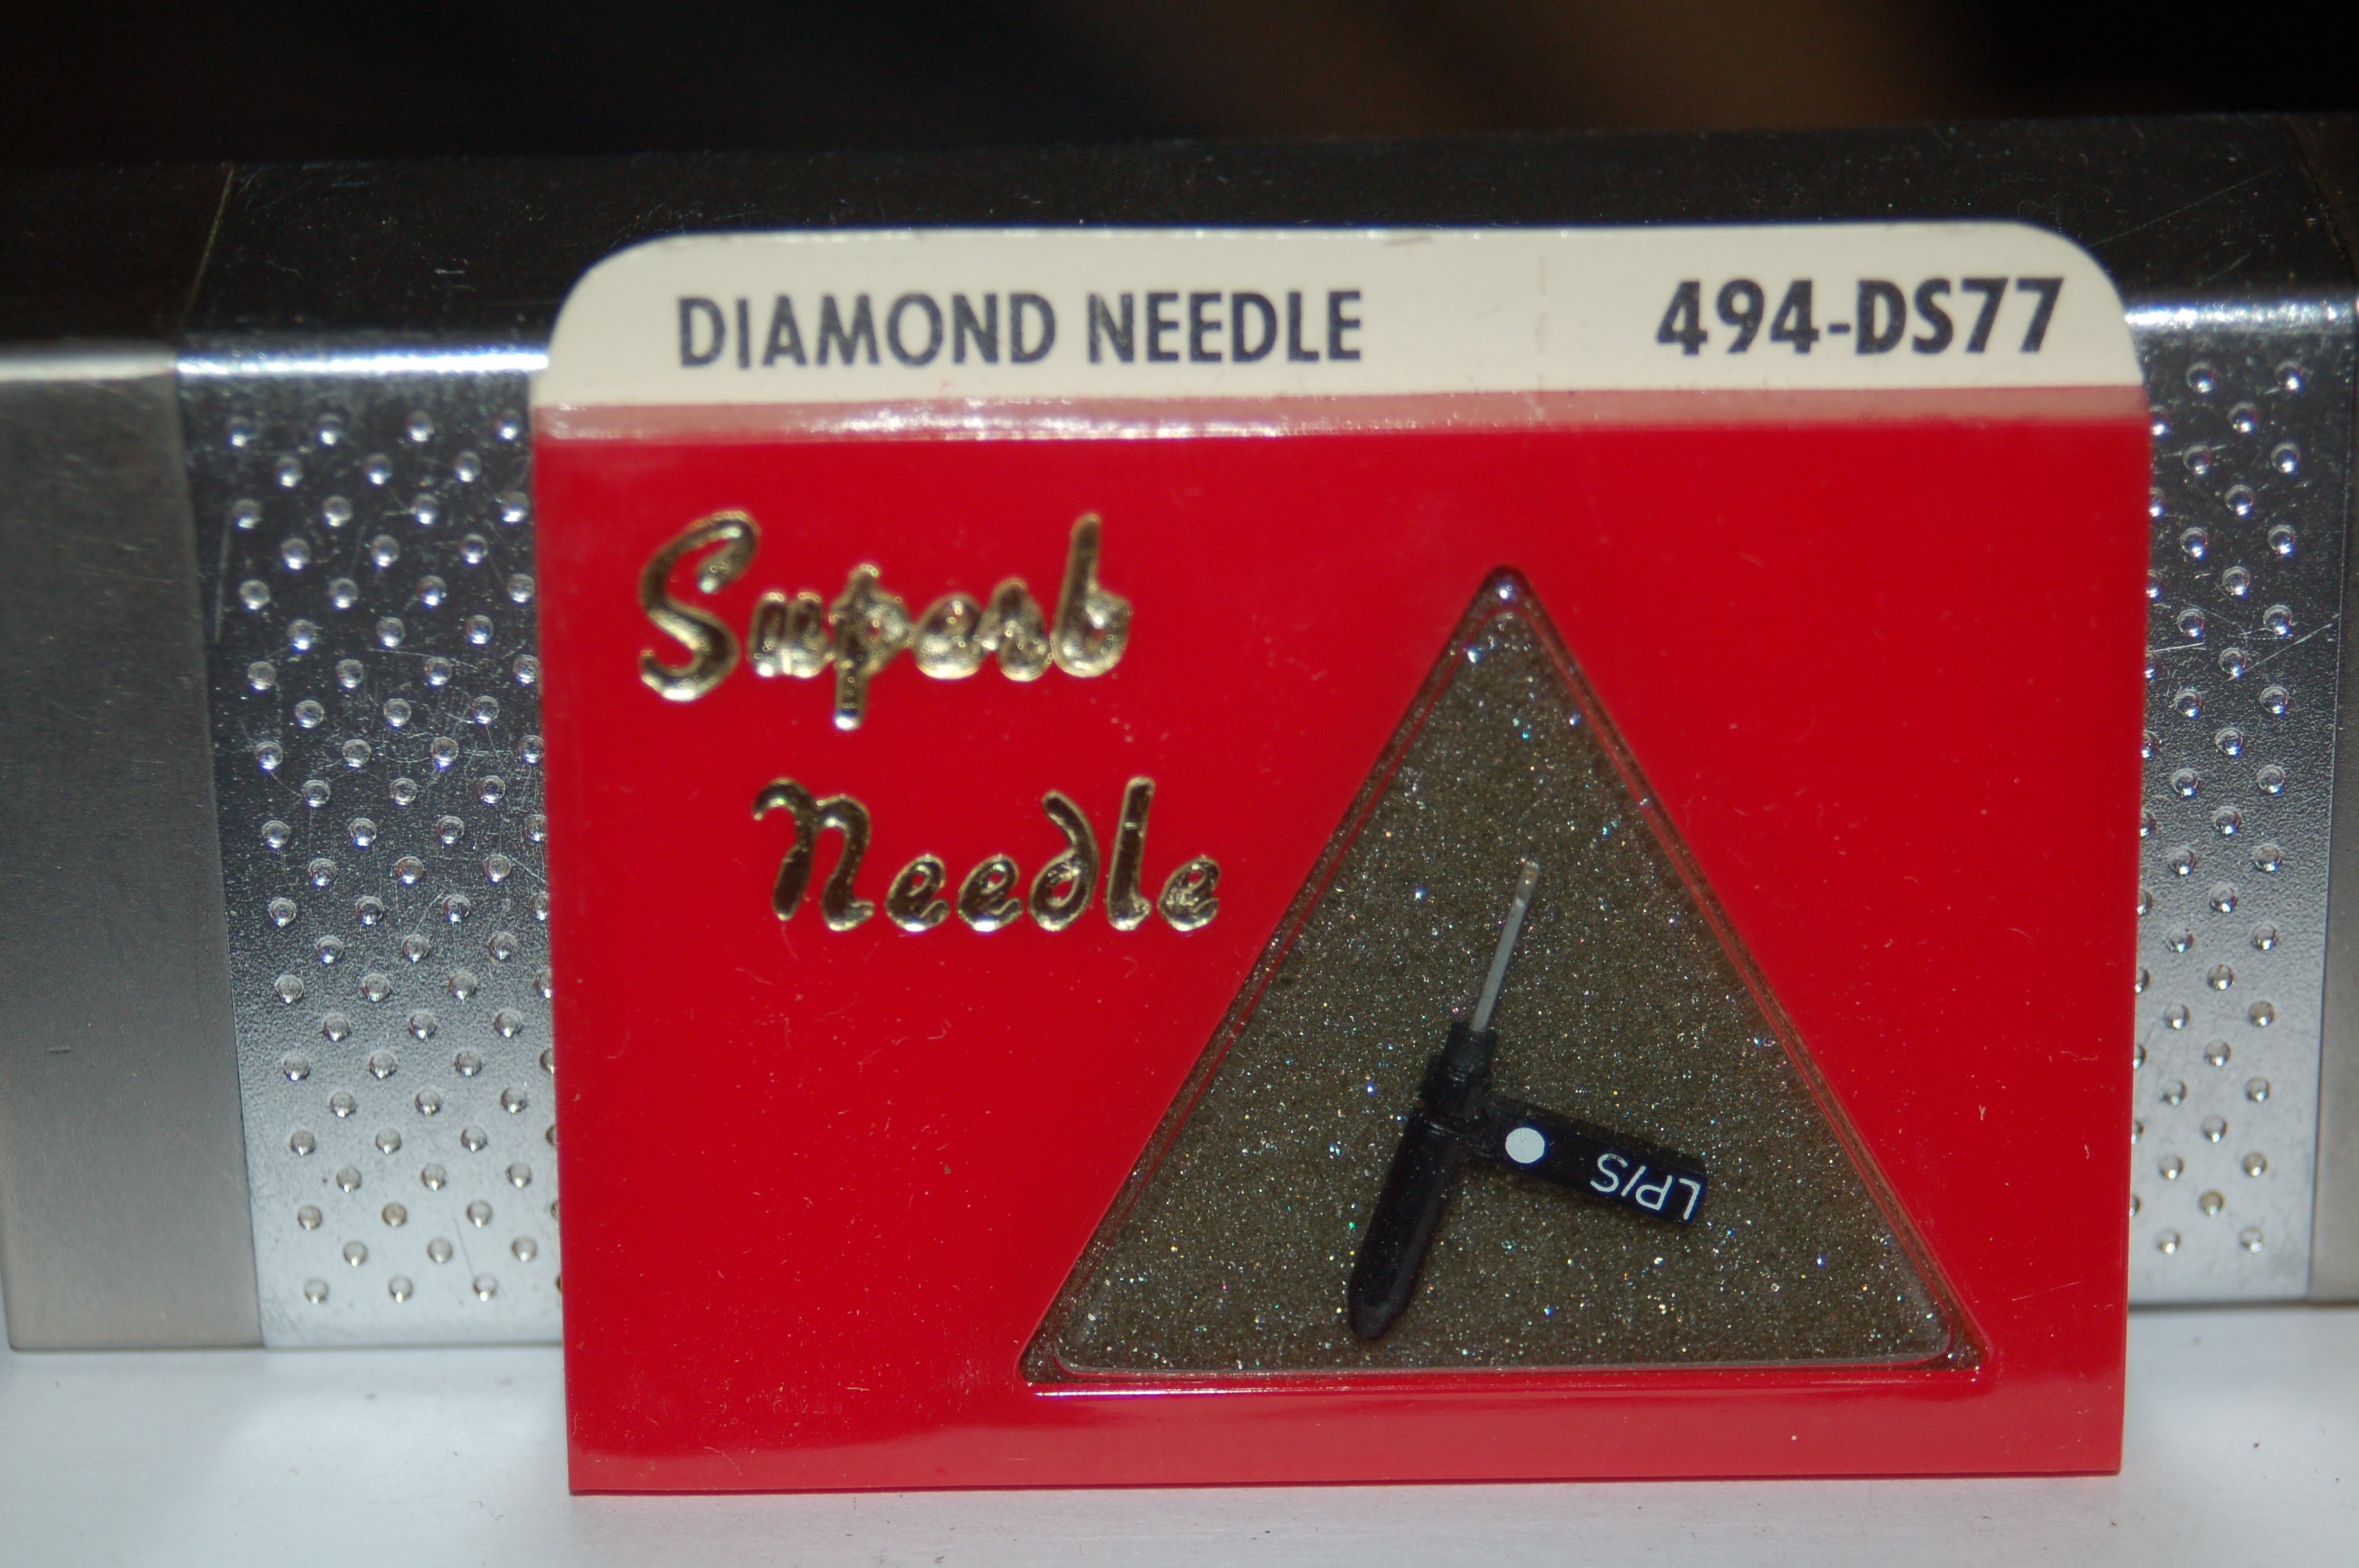 DIAMOND NEEDLE 494-DS77
Superb
Needle
LP/S